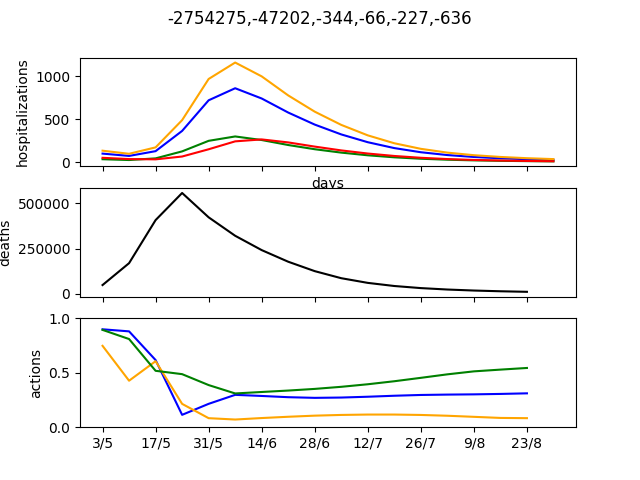 -2754275,-47202,-344,-66,-227,-636
hospitalizations
1000
500
0
days
deaths
500000
250000
0
actions
1.0
0.5
0.0
3/5 17/5 31/5 14/6 28/6 12/7 26/7 9/8 23/8